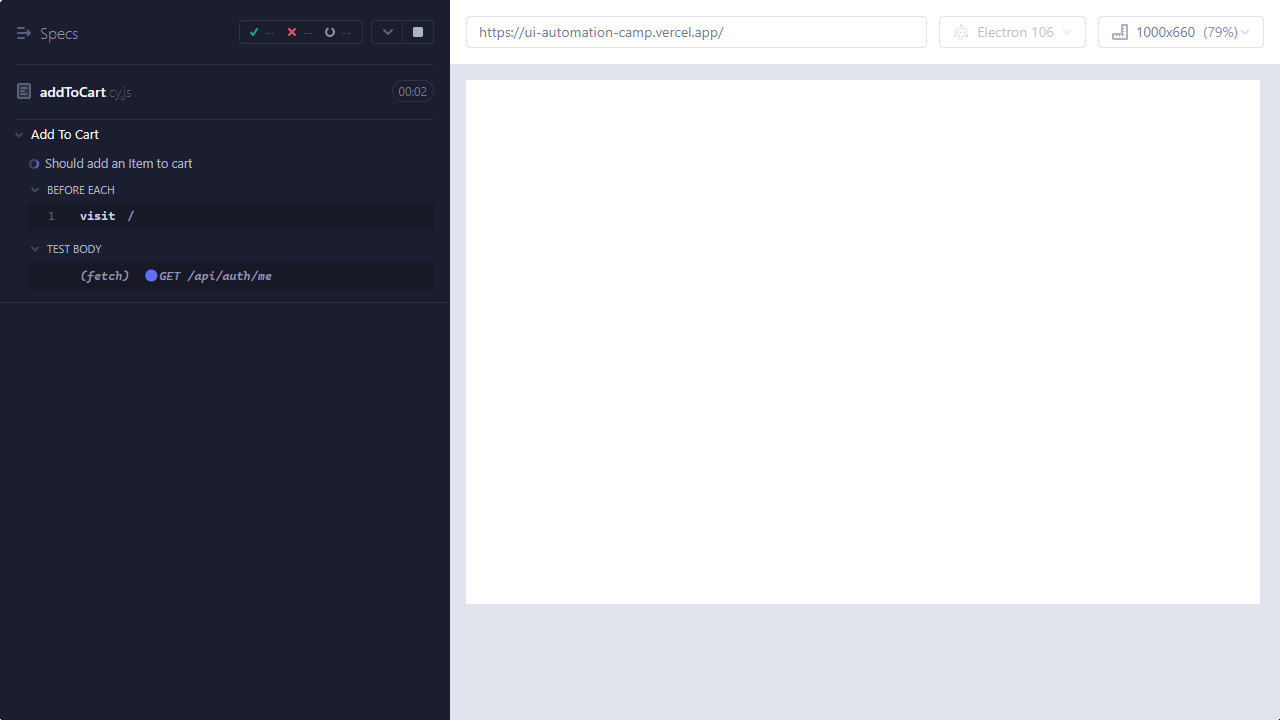 Specs
-- -- --
addToCart.cy.js 00:02
Add To Cart
Should add an Item to cart
BEFORE EACH
1 visit /
TEST BODY
(fetch) GET /api/auth/me
https://ui-automation-camp.vercel.app/
Electron 106
1000x660 (79%)